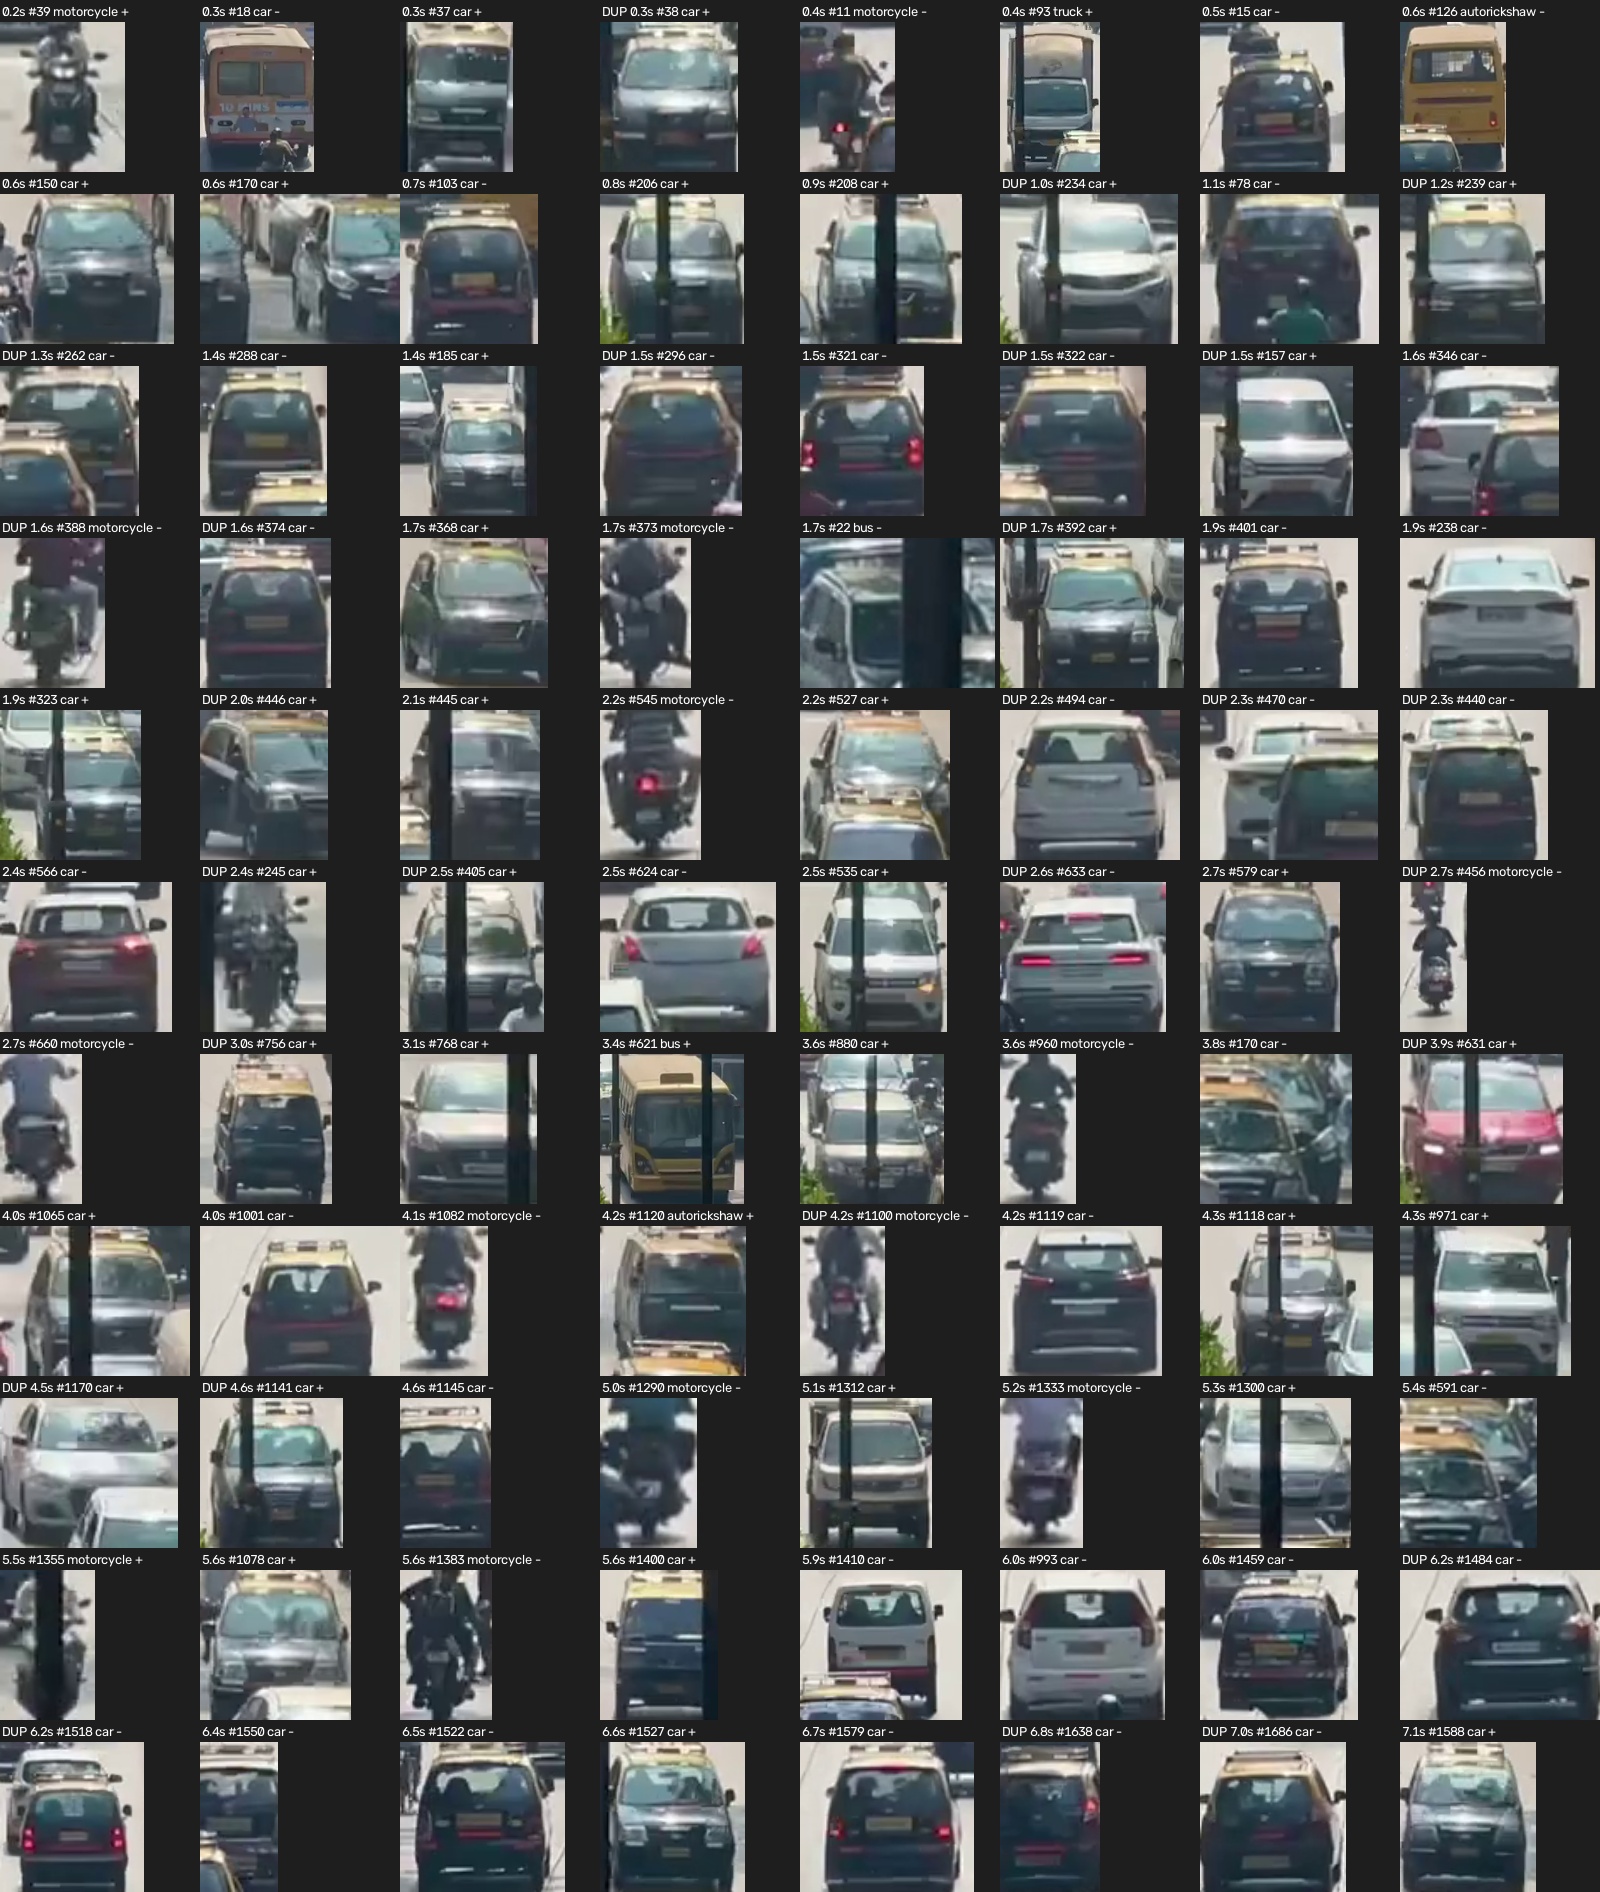 0.2s #39 motorcycle + 0.3s #18 car - 0.3s #37 car + DUP 0.3s #38 car + 0.4s #11 motorcycle - 0.4s #93 truck + 0.5s #15 car - 0.6s #126 autorickshaw -
10 MINS
0.6s #150 car + 0.6s #170 car + 0.7s #103 car - 0.8s #206 car + 0.9s #208 car + DUP 1.0s #234 car + 1.1s #78 car - DUP 1.2s #239 car +
DUP 1.3s #262 car - 1.4s #288 car - 1.4s #185 car + DUP 1.5s #296 car - 1.5s #321 car - DUP 1.5s #322 car - DUP 1.5s #157 car + 1.6s #346 car -
DUP 1.6s #388 motorcycle - DUP 1.6s #374 car - 1.7s #368 car + 1.7s #373 motorcycle - 1.7s #22 bus - DUP 1.7s #392 car + 1.9s #401 car - 1.9s #238 car -
1.9s #323 car + DUP 2.0s #446 car + 2.1s #445 car + 2.2s #545 motorcycle - 2.2s #527 car + DUP 2.2s #494 car - DUP 2.3s #470 car - DUP 2.3s #440 car -
2.4s #566 car - DUP 2.4s #245 car + DUP 2.5s #405 car + 2.5s #624 car - 2.5s #535 car + DUP 2.6s #633 car - 2.7s #579 car + DUP 2.7s #456 motorcycle -
2.7s #660 motorcycle - DUP 3.0s #756 car + 3.1s #768 car + 3.4s #621 bus + 3.6s #880 car + 3.6s #960 motorcycle - 3.8s #170 car - DUP 3.9s #631 car +
4.0s #1065 car + 4.0s #1001 car - 4.1s #1082 motorcycle - 4.2s #1120 autorickshaw + DUP 4.2s #1100 motorcycle - 4.2s #1119 car - 4.3s #1118 car + 4.3s #971 car +
DUP 4.5s #1170 car + DUP 4.6s #1141 car + 4.6s #1145 car - 5.0s #1290 motorcycle - 5.1s #1312 car + 5.2s #1333 motorcycle - 5.3s #1300 car + 5.4s #591 car -
5.5s #1355 motorcycle + 5.6s #1078 car + 5.6s #1383 motorcycle - 5.6s #1400 car + 5.9s #1410 car - 6.0s #993 car - 6.0s #1459 car - DUP 6.2s #1484 car -
DUP 6.2s #1518 car - 6.4s #1550 car - 6.5s #1522 car - 6.6s #1527 car + 6.7s #1579 car - DUP 6.8s #1638 car - DUP 7.0s #1686 car - 7.1s #1588 car +